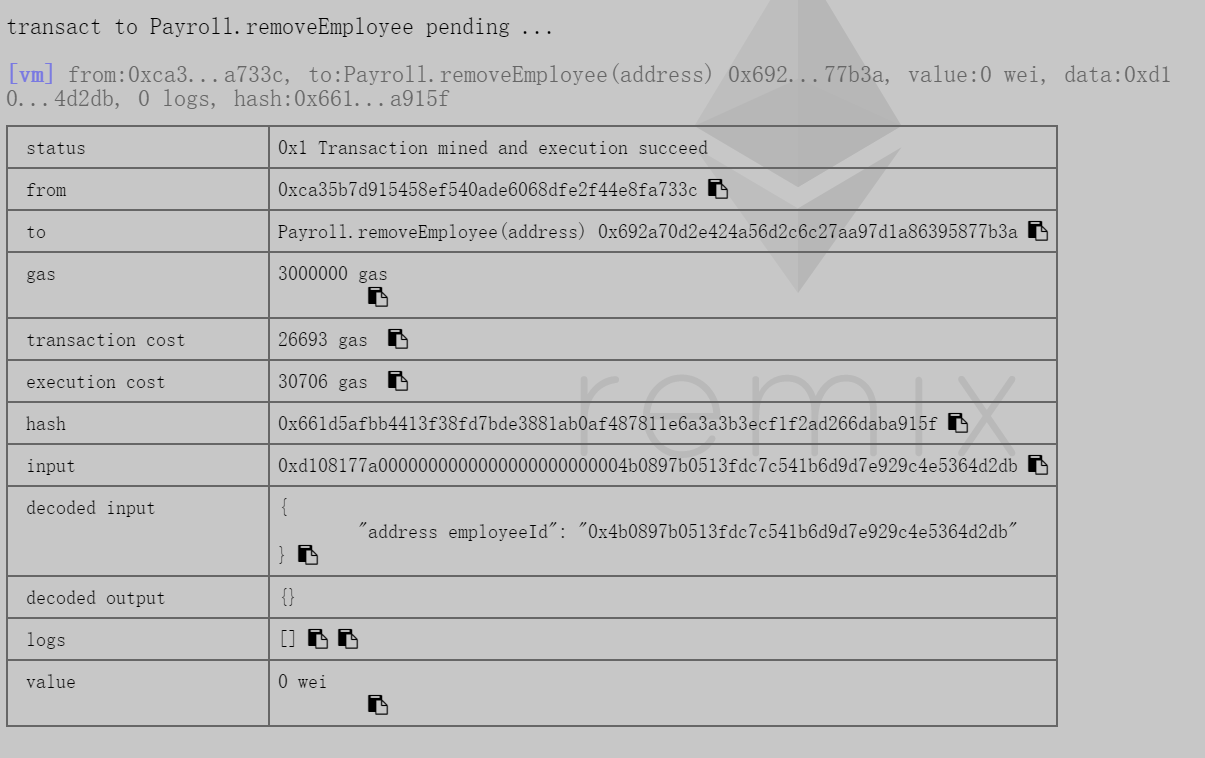 transact to Payroll.removeEmployee pending ...
[vm] from:0xca3...a733c, to:Payroll.removeEmployee(address) 0x692...77b3a, value:0 wei, data:0xd1
0...4d2db, 0 logs, hash:0x661...a915f
status 0x1 Transaction mined and execution succeed
from 0xca35b7d915458ef540ade6068dfe2f44e8fa733c
to Payroll.removeEmployee(address) 0x692a70d2e424a56d2c6c27aa97d1a86395877b3a
gas 3000000 gas
transaction cost 26693 gas
execution cost 30706 gas
remix
hash 0x661d5afbb4413f38fd7bde3881ab0af487811e6a3a3b3ecf1f2ad266daba915f
input 0xd108177a0000000000000000000000004b0897b0513fdc7c541b6d9d7e929c4e5364d2db
decoded input {
"address employeeId": "0x4b0897b0513fdc7c541b6d9d7e929c4e5364d2db"
}
decoded output {}
logs []
value 0 wei